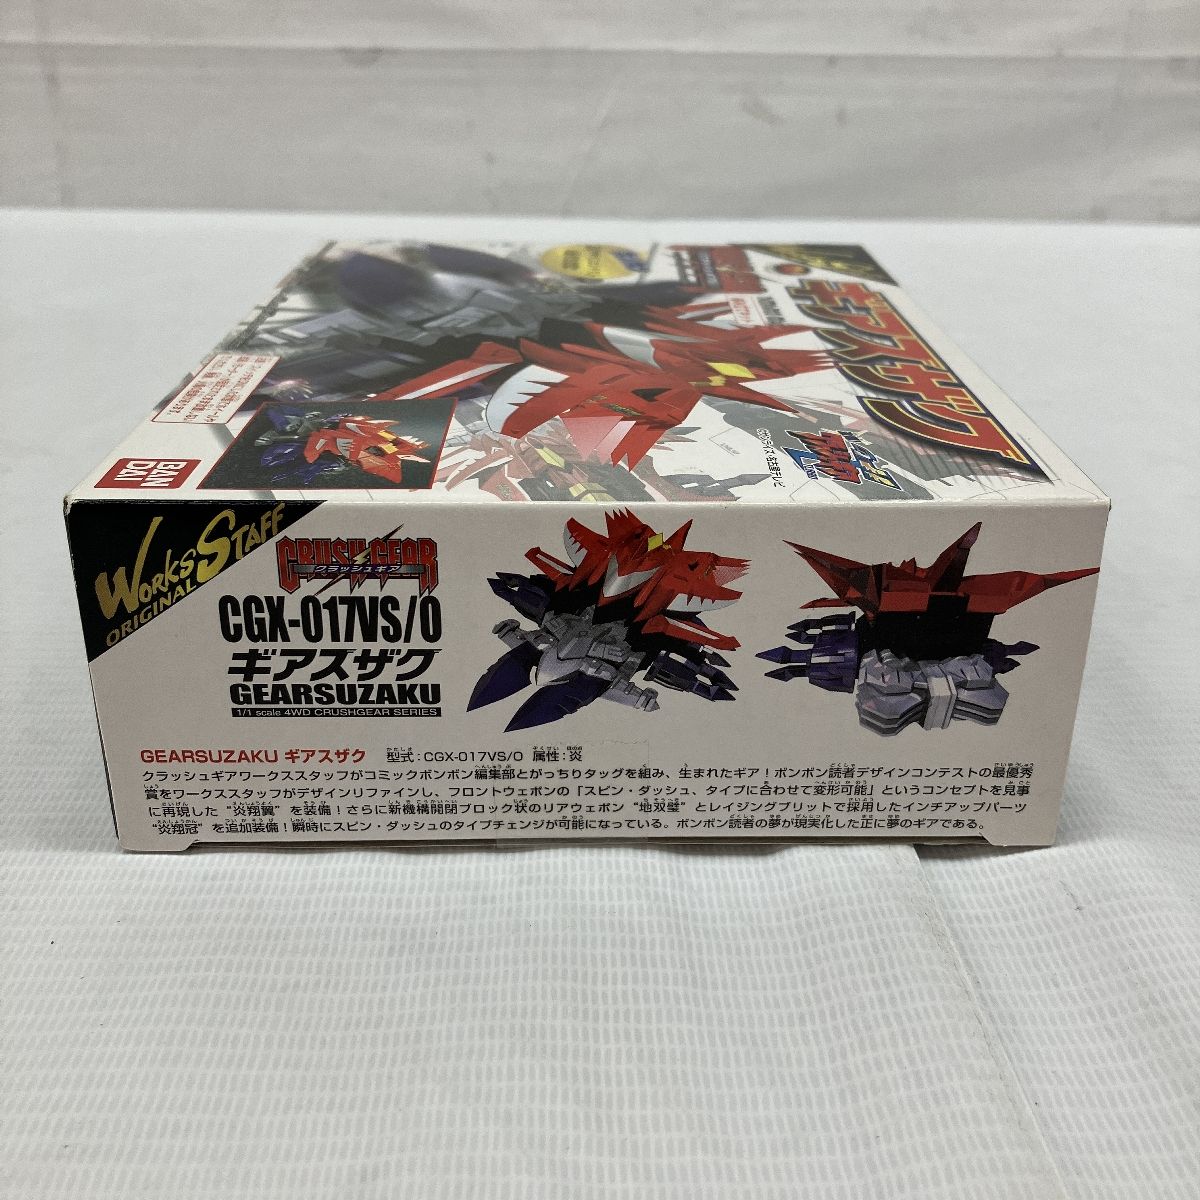 ギアスザク
BAN
DAI
WORKS STAFF
ORIGINAL
CRUSH GEAR
クラッシュギア
CGX-017VS/O
ギアスザク
GEARSUZAKU
1/1 scale 4WD CRUSHGEAR SERIES
GEARSUZAKU ギアスザク 型式:CGX-017VS/O 属性:炎
クラッシュギアワークススタッフがコミックボンボン編集部とがっちりタッグを組み、生まれたギア!ボンボン読者デザインコンテストの最優秀
賞をワークススタッフがデザインリファインし、フロントウェポンの「スピン・ダッシュ、タイプに合わせて変形可能」というコンセプトを見事
に再現した“炎翔翼”を装備!さらに新機構開閉ブロック状のリアウェポン“地双壁”とレイジングブリットで採用したインチアップパーツ
“炎翔冠”を追加装備!瞬時にスピン・ダッシュのタイプチェンジが可能になっている。ボンボン読者の夢が現実化した正に夢のギアである。